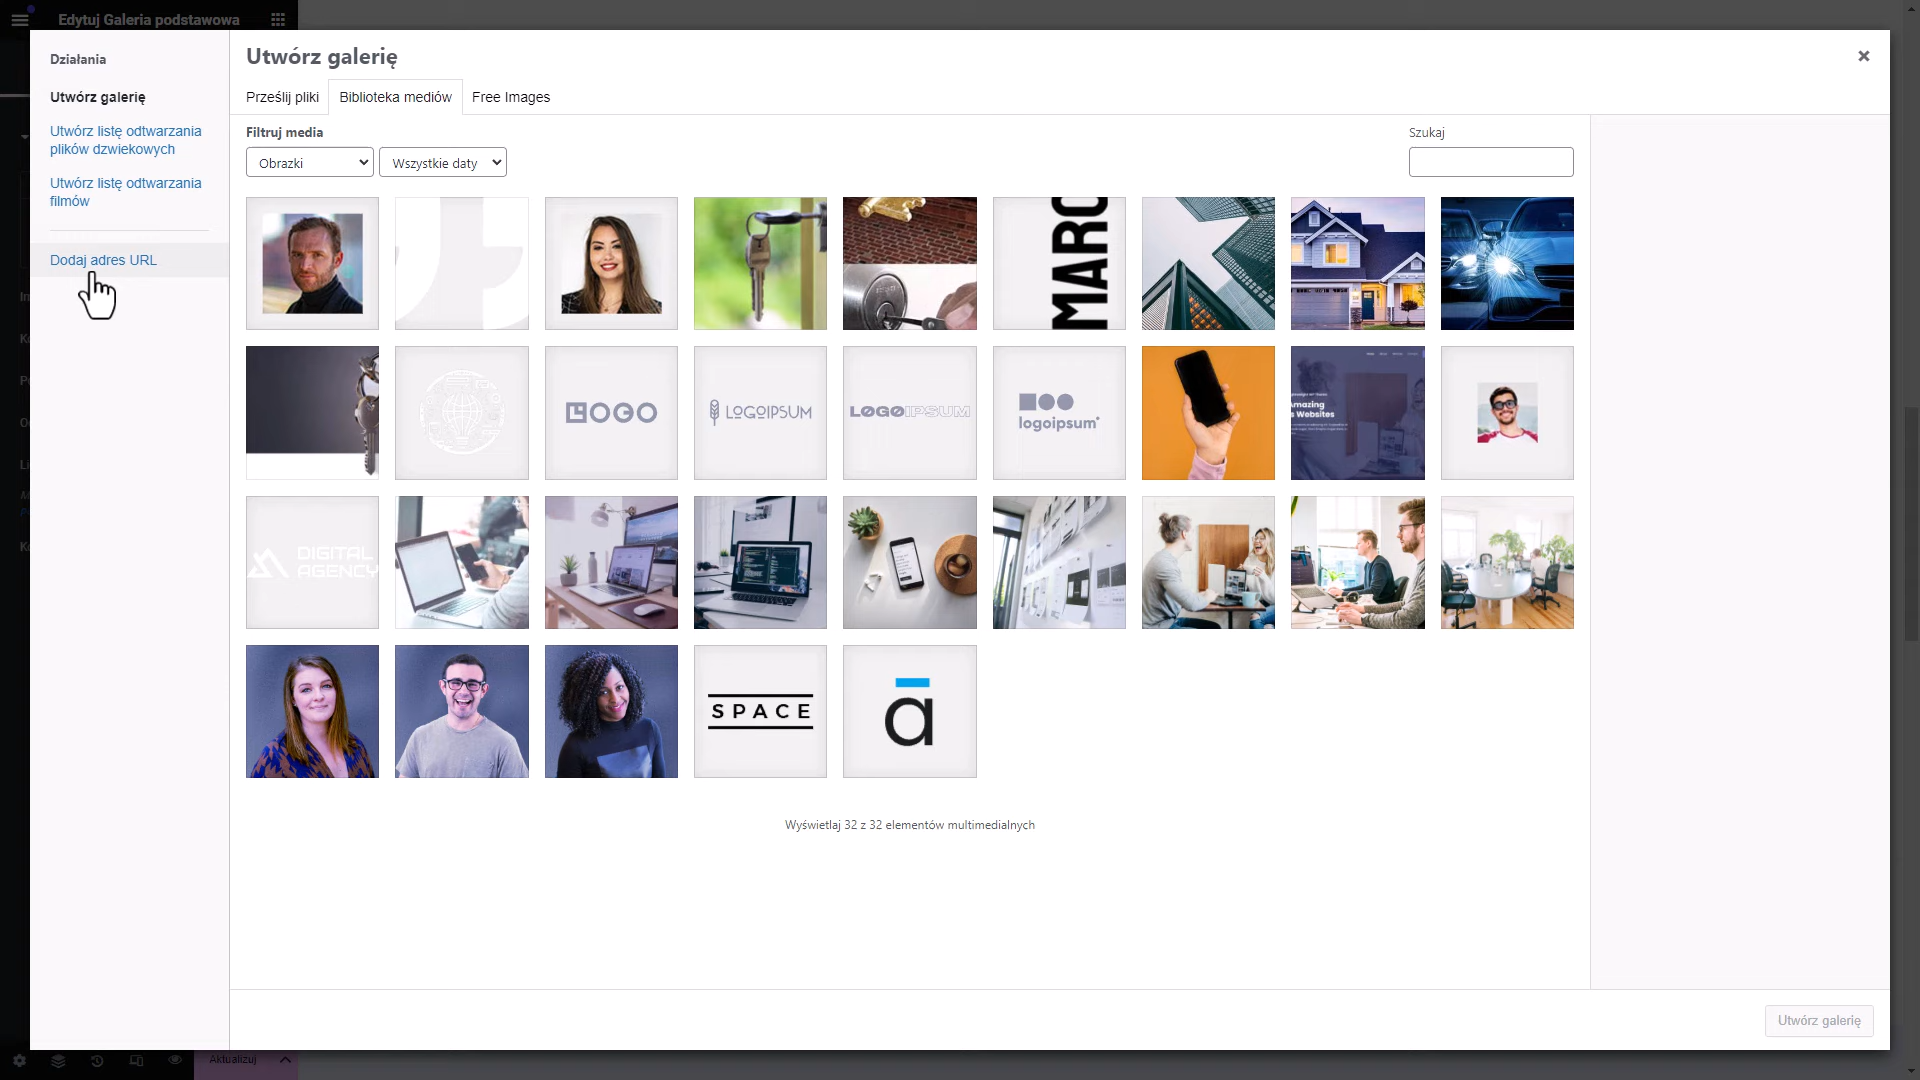 Edytuj Galeria podstawowa
Działania
Utwórz galerię
Utwórz listę odtwarzania
plików dzwiekowych
Utwórz listę odtwarzania
filmów
Dodaj adres URL
Utwórz galerię
Prześlij pliki
Biblioteka mediów
Free Images
Filtruj media
Szukaj
Obrazki
Wszystkie daty
MARC
LOGO
LOGOIPSUM
LOGOIPSUM
logoipsum
Amazing
s Websites
DIGITAL
AGENCY
SPACE
a
Wyświetlaj 32 z 32 elementów multimedialnych
Utwórz galerię
Aktualizuj